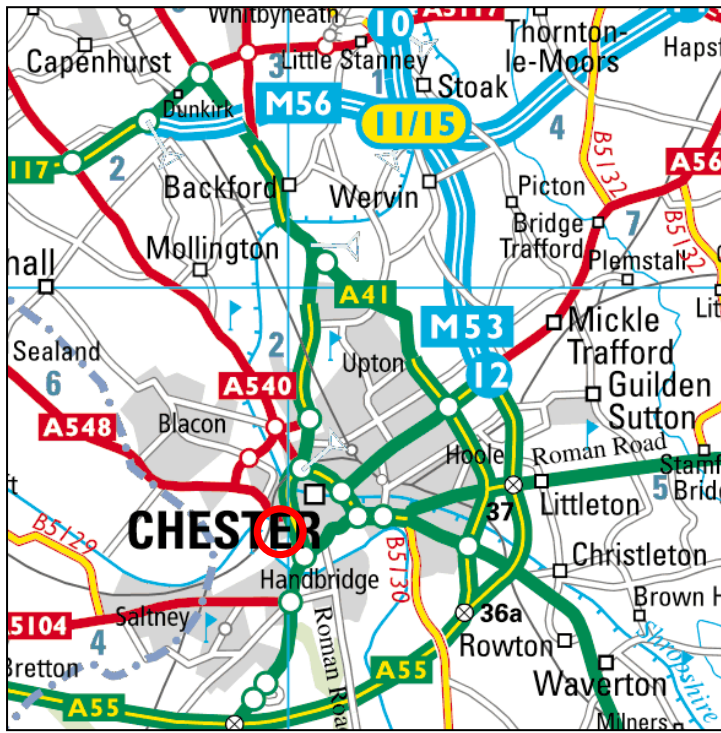 Whitbyheath
10
A5117
Thornton-
le-Moors
Capenhurst
3
Little Stanney
1
Stoak
Hapsf
Dunkirk
M56
11/15
4
B5132
117
2
A56
Backford
Wervin
Picton
Bridge
Trafford
7
B5132
Mollington
Plemstall
hall
A41
M53
Mickle
Trafford
Sealand
2
Upton
12
6
A540
Guilden
Sutton
A548
Blacon
Hoole
Roman Road
Stamf
Brid
5
Littleton
37
CHESTER
B5129
B5130
Christleton
Handbridge
Brown H
Saltney
36a
A5104
4
Roman Road
Rowton
Shropshire
Bretton
A55
Waverton
A55
Milners